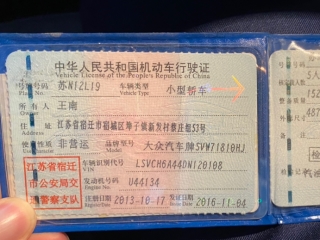 中华人民共和国机动车行驶证
Vehicle License of the People's Republic of China
号牌号码 苏N12L19 车辆类型 小型轿车
Plate No. Vehicle Type
所有人 王南
Owner
住址 江苏省宿迁市宿城区埠子镇新发村蔡庄组53号
使用性质 非营运 品牌型号 大众汽车牌SVW71810HJ
江苏省宿迁市公安局交通警察支队
车辆识别代号 LSVCH6A44DN120108
VIN
发动机号码 U44134
Engine No.
注册日期 2013-10-17 发证日期 2016-11-04